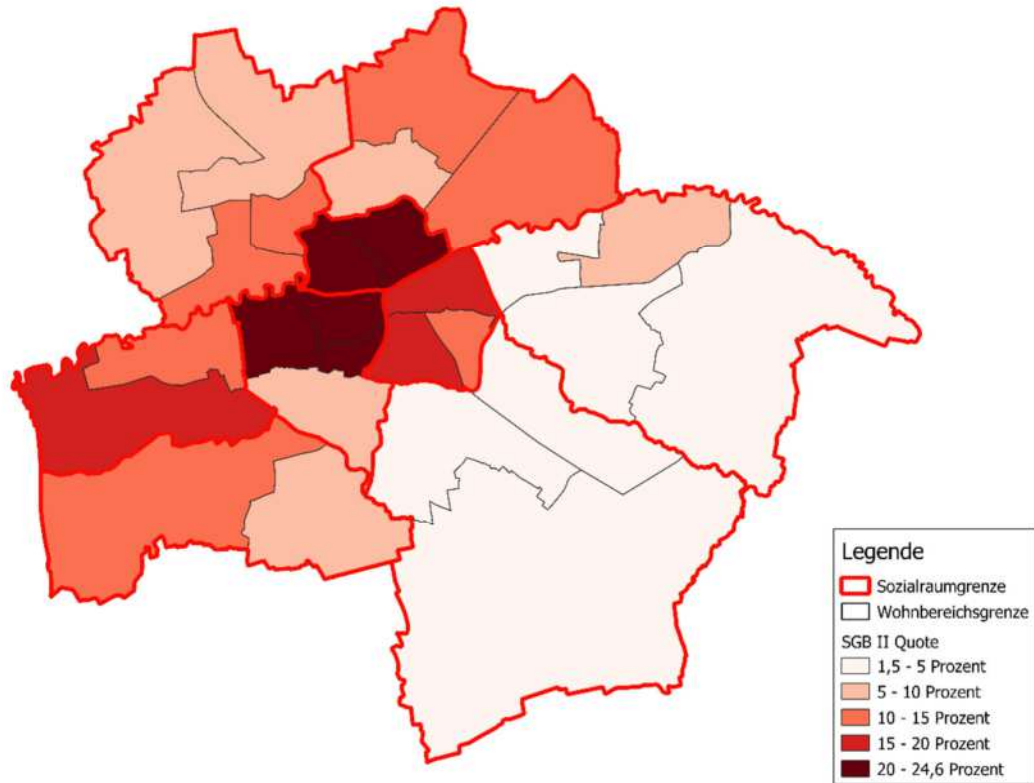 Legende
Sozialraumgrenze
Wohnbereichsgrenze
SGB II Quote
1,5 - 5 Prozent
5 - 10 Prozent
10 - 15 Prozent
15 - 20 Prozent
20 - 24,6 Prozent